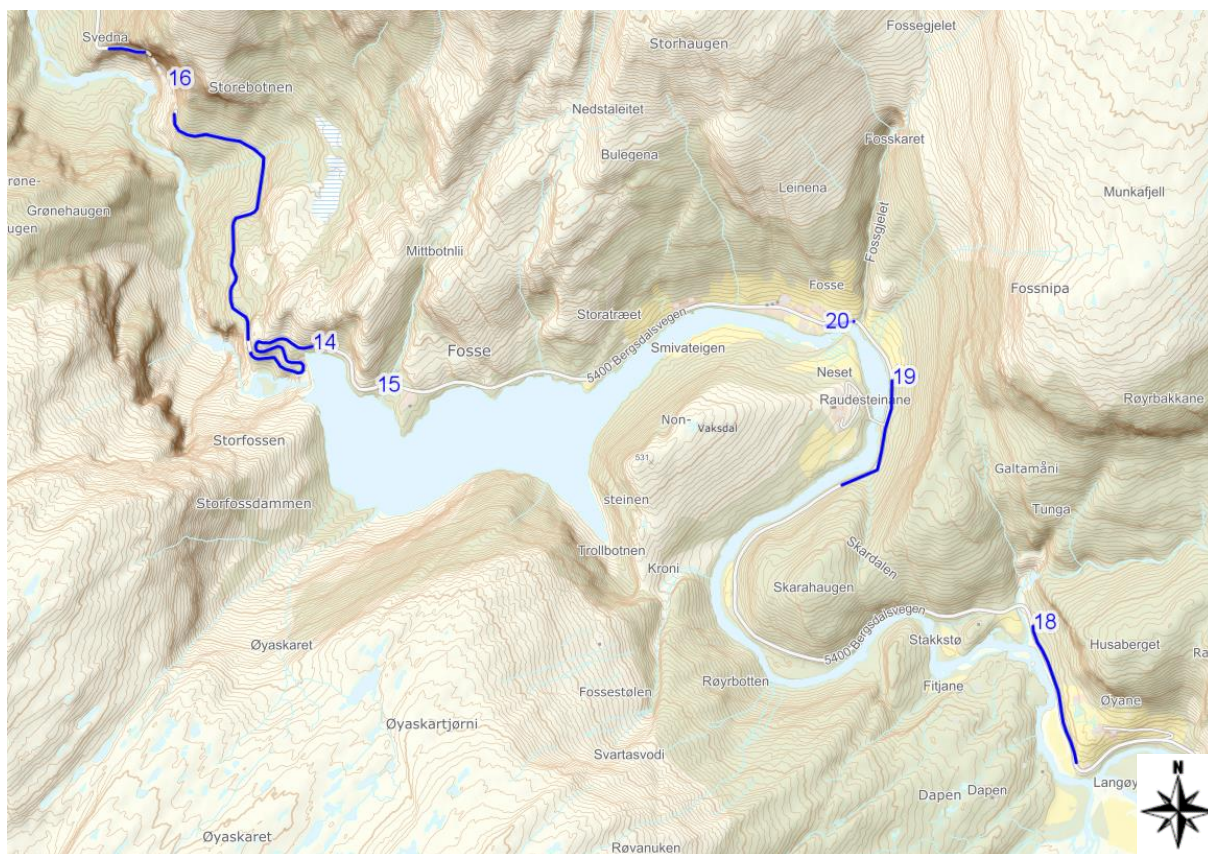 Svedna
Fossegjelet
Storhaugen
16
Storebotnen
Nedstaleitet
Fosskaret
Bulegena
Leinena
Munkafjell
Grønehaugen
Fossgjelet
Mittbotnlii
Fosse
Fossnipa
Storatræet
14
Fosse
5400 Bergsdalsvegen
Smivateigen
20
15
Neset
19
Raudesteinane
Røyrbakkane
Non-
Vaksdal
Storfossen
531
Galtamåni
steinen
Storfossdammen
Tunga
Trollbotnen
Skardalen
Kroni
Skarahaugen
18
Øyaskaret
5400 Bergsdalsvegen
Stakkstø
Husaberget
Røyrbotten
Fitjane
Fossestølen
Øyane
Øyaskartjørni
Svartasvodi
N
Langøy
Dapen
Dapen
Øyaskaret
Røvanuken